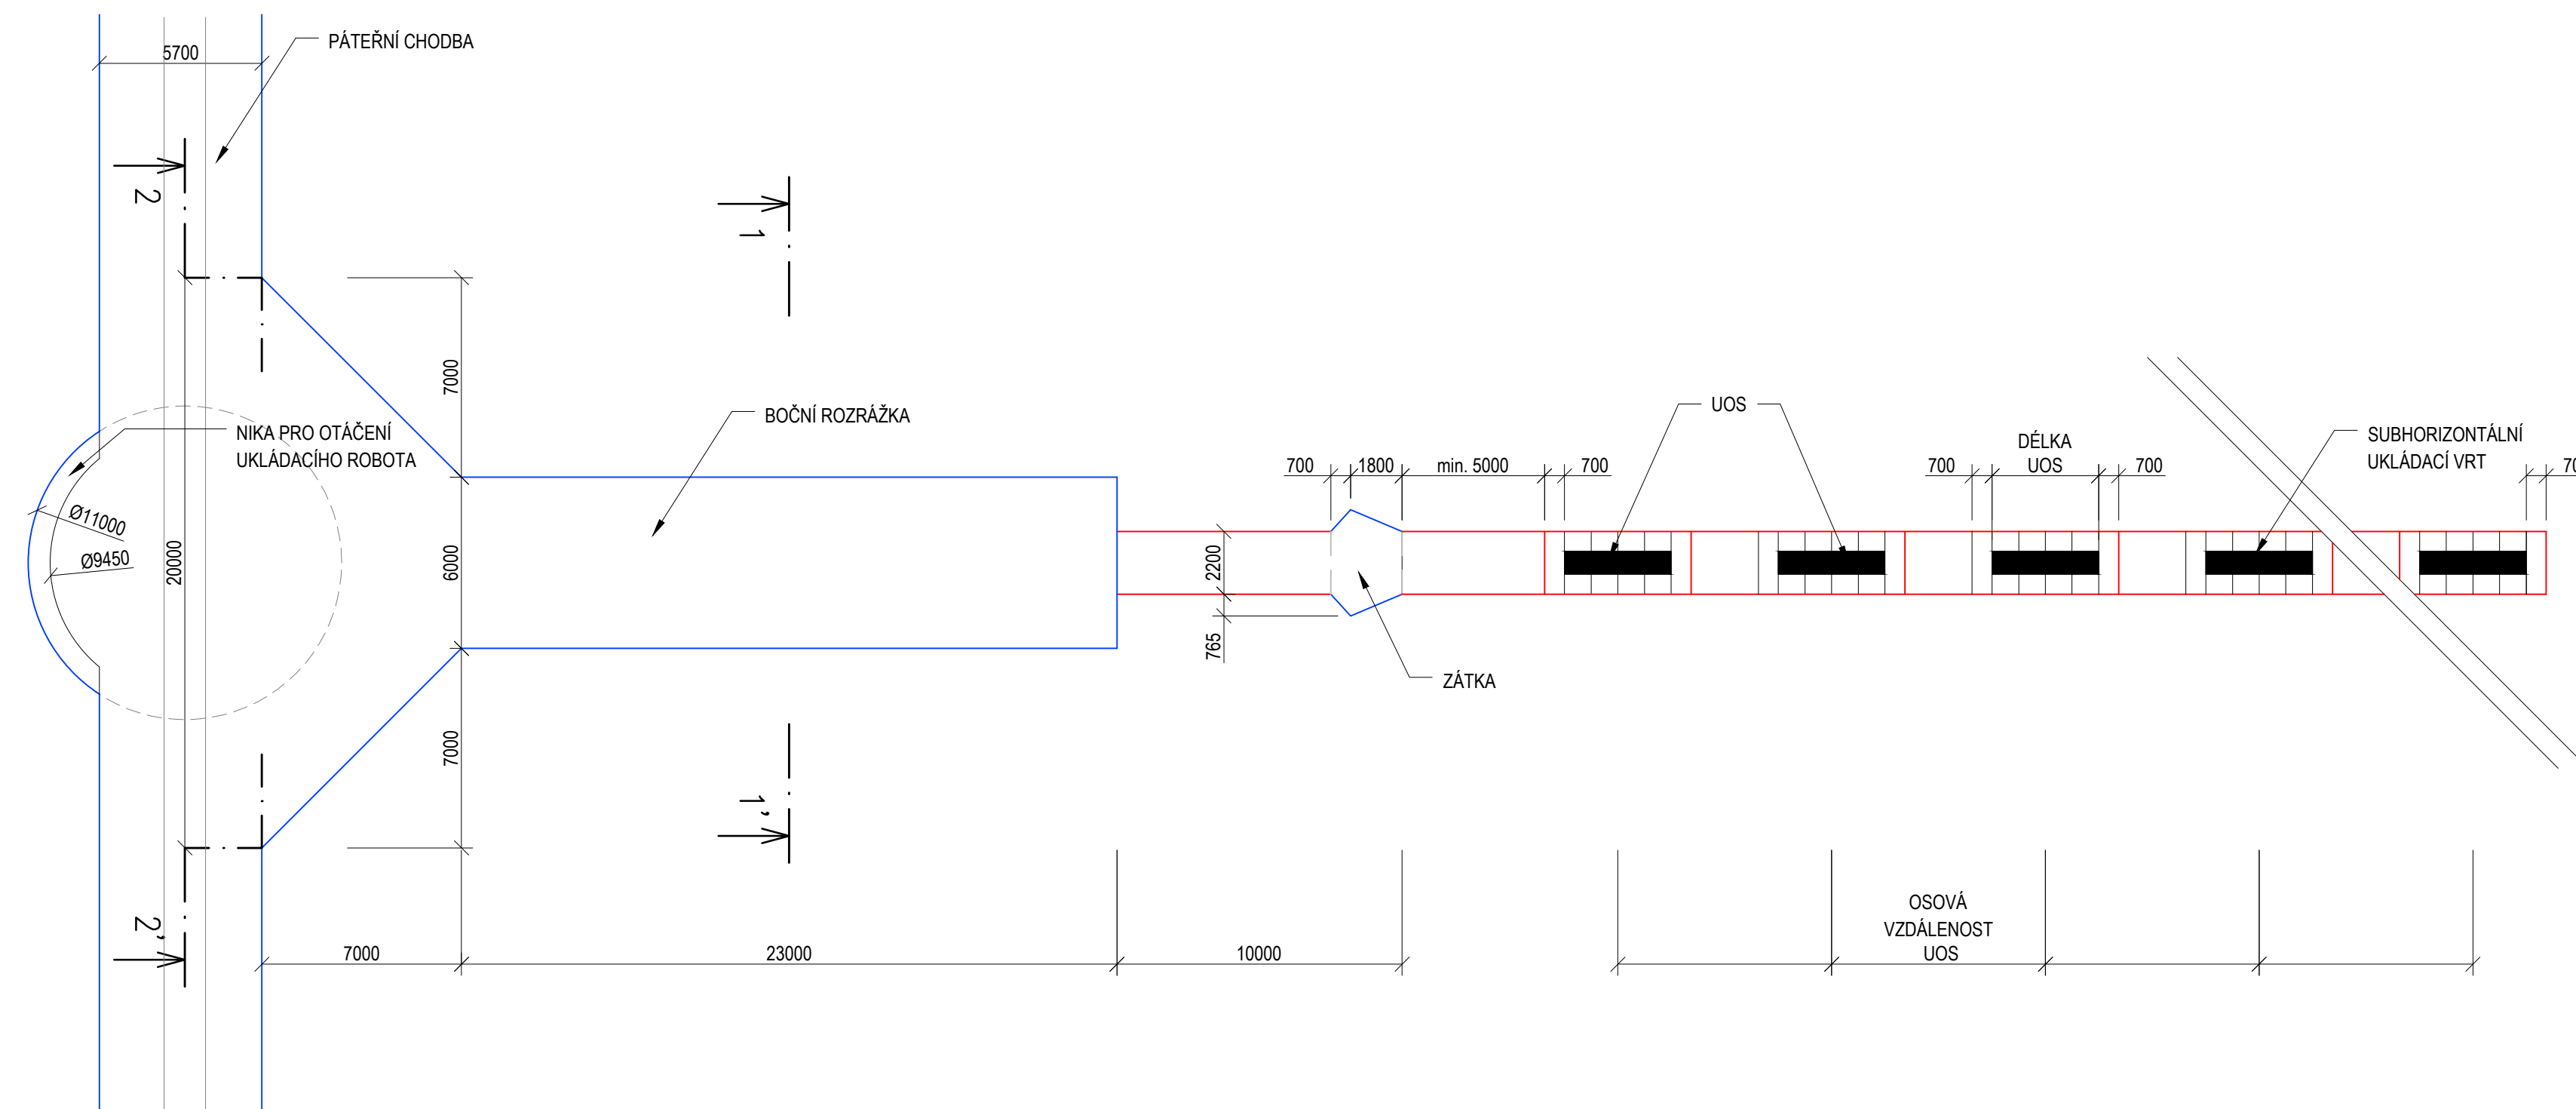 5700
PÁTEŘNÍ CHODBA
2
1
7000
NIKA PRO OTÁČENÍ
UKLÁDACÍHO ROBOTA
BOČNÍ ROZRÁŽKA
UOS
DÉLKA
UOS
SUBHORIZONTÁLNÍ
UKLÁDACÍ VRT
700
1800
min. 5000
700
700
700
Ø11000
Ø9450
20000
6000
2200
765
ZÁTKA
7000
1'
2'
OSOVÁ
VZDÁLENOST
UOS
7000
23000
10000